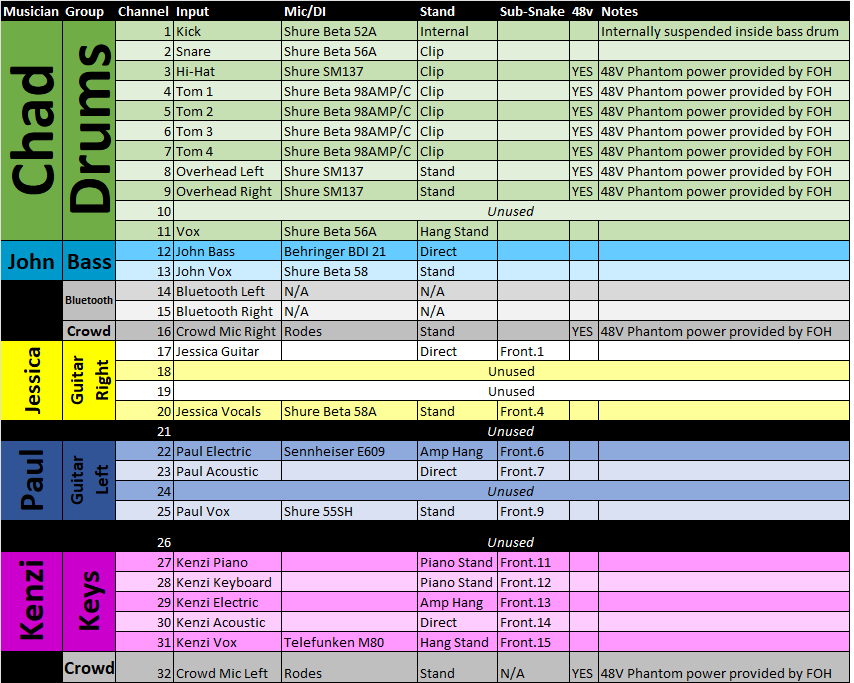 Musician Group Channel Input Mic/DI Stand Sub-Snake 48v Notes
Chad
Drums
1 Kick Shure Beta 52A Internal Internally suspended inside bass drum
2 Snare Shure Beta 56A Clip
3 Hi-Hat Shure SM137 Clip YES 48V Phantom power provided by FOH
4 Tom 1 Shure Beta 98AMP/C Clip YES 48V Phantom power provided by FOH
5 Tom 2 Shure Beta 98AMP/C Clip YES 48V Phantom power provided by FOH
6 Tom 3 Shure Beta 98AMP/C Clip YES 48V Phantom power provided by FOH
7 Tom 4 Shure Beta 98AMP/C Clip YES 48V Phantom power provided by FOH
8 Overhead Left Shure SM137 Stand YES 48V Phantom power provided by FOH
9 Overhead Right Shure SM137 Stand YES 48V Phantom power provided by FOH
10 Unused
11 Vox Shure Beta 56A Hang Stand
John
Bass
12 John Bass Behringer BDI 21 Direct
13 John Vox Shure Beta 58 Stand
Bluetooth
14 Bluetooth Left N/A N/A
15 Bluetooth Right N/A N/A
Crowd 16 Crowd Mic Right Rodes Stand YES 48V Phantom power provided by FOH
Jessica
Guitar
Right
17 Jessica Guitar Direct Front.1
18 Unused
19 Unused
20 Jessica Vocals Shure Beta 58A Stand Front.4
21 Unused
Paul
Guitar
Left
22 Paul Electric Sennheiser E609 Amp Hang Front.6
23 Paul Acoustic Direct Front.7
24 Unused
25 Paul Vox Shure 55SH Stand Front.9
26 Unused
Kenzi
Keys
27 Kenzi Piano Piano Stand Front.11
28 Kenzi Keyboard Piano Stand Front.12
29 Kenzi Electric Amp Hang Front.13
30 Kenzi Acoustic Direct Front.14
31 Kenzi Vox Telefunken M80 Hang Stand Front.15
Crowd 32 Crowd Mic Left Rodes Stand N/A YES 48V Phantom power provided by FOH